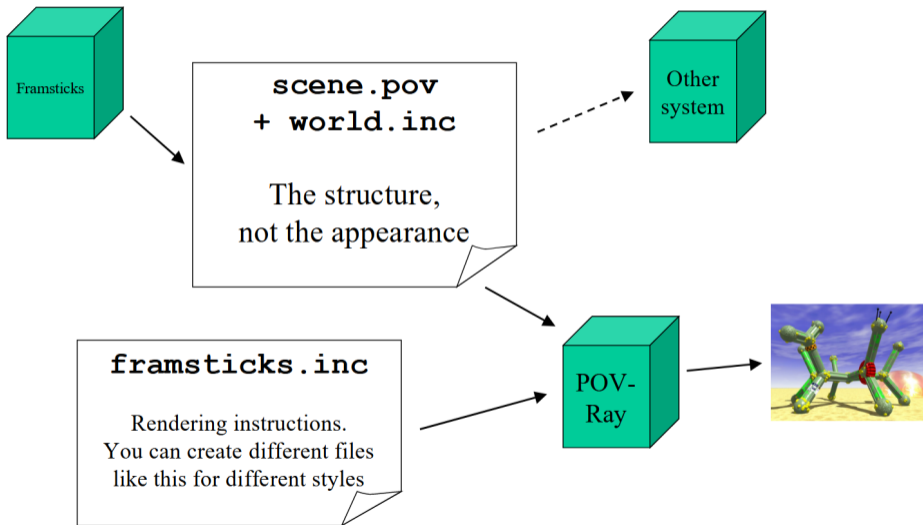 Framsticks
scene.pov
+ world.inc
The structure,
not the appearance
Other
system
framsticks.inc
Rendering instructions.
You can create different files
like this for different styles
POV-
Ray